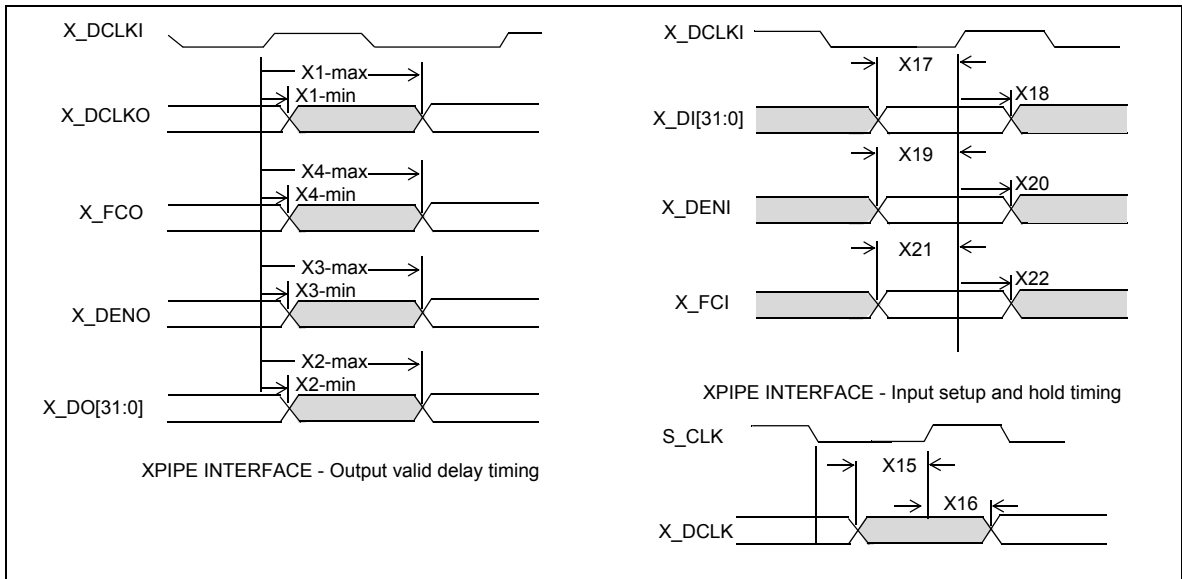 X_DCLKI
X1-max
X1-min
X_DCLKO
X4-max
X4-min
X_FCO
X3-max
X3-min
X_DENO
X2-max
X2-min
X_DO[31:0]
XPIPE INTERFACE - Output valid delay timing
X_DCLKI
X17
X18
X_DI[31:0]
X19
X20
X_DENI
X21
X22
X_FCI
XPIPE INTERFACE - Input setup and hold timing
S_CLK
X15
X16
X_DCLK